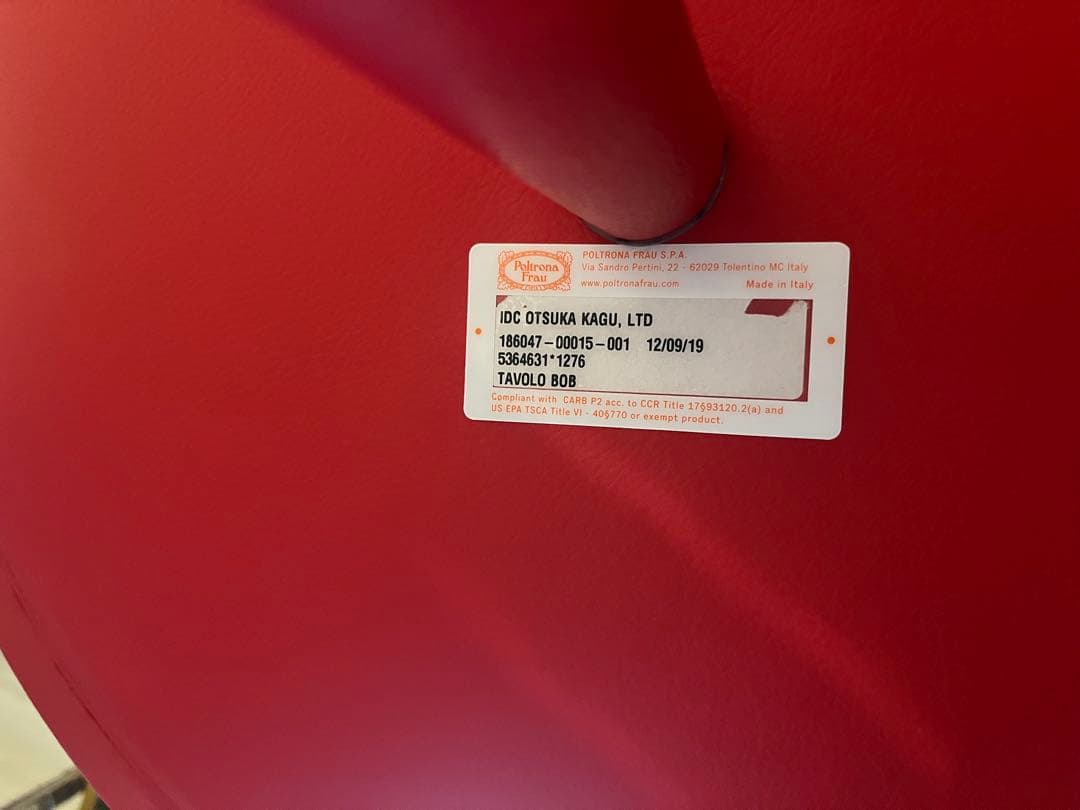 Poltrona
Frau
POLTRONA FRAU S.P.A.
Via Sandro Pertini, 22 - 62029 Tolentino MC Italy
www.poltronafrau.com Made in Italy
IDC OTSUKA KAGU, LTD
186047-00015-001 12/09/19
5364631*1276
TAVOLO BOB
Compliant with CARB P2 acc. to CCR Title 17§93120.2(a) and
US EPA TSCA Title VI - 40§770 or exempt product.